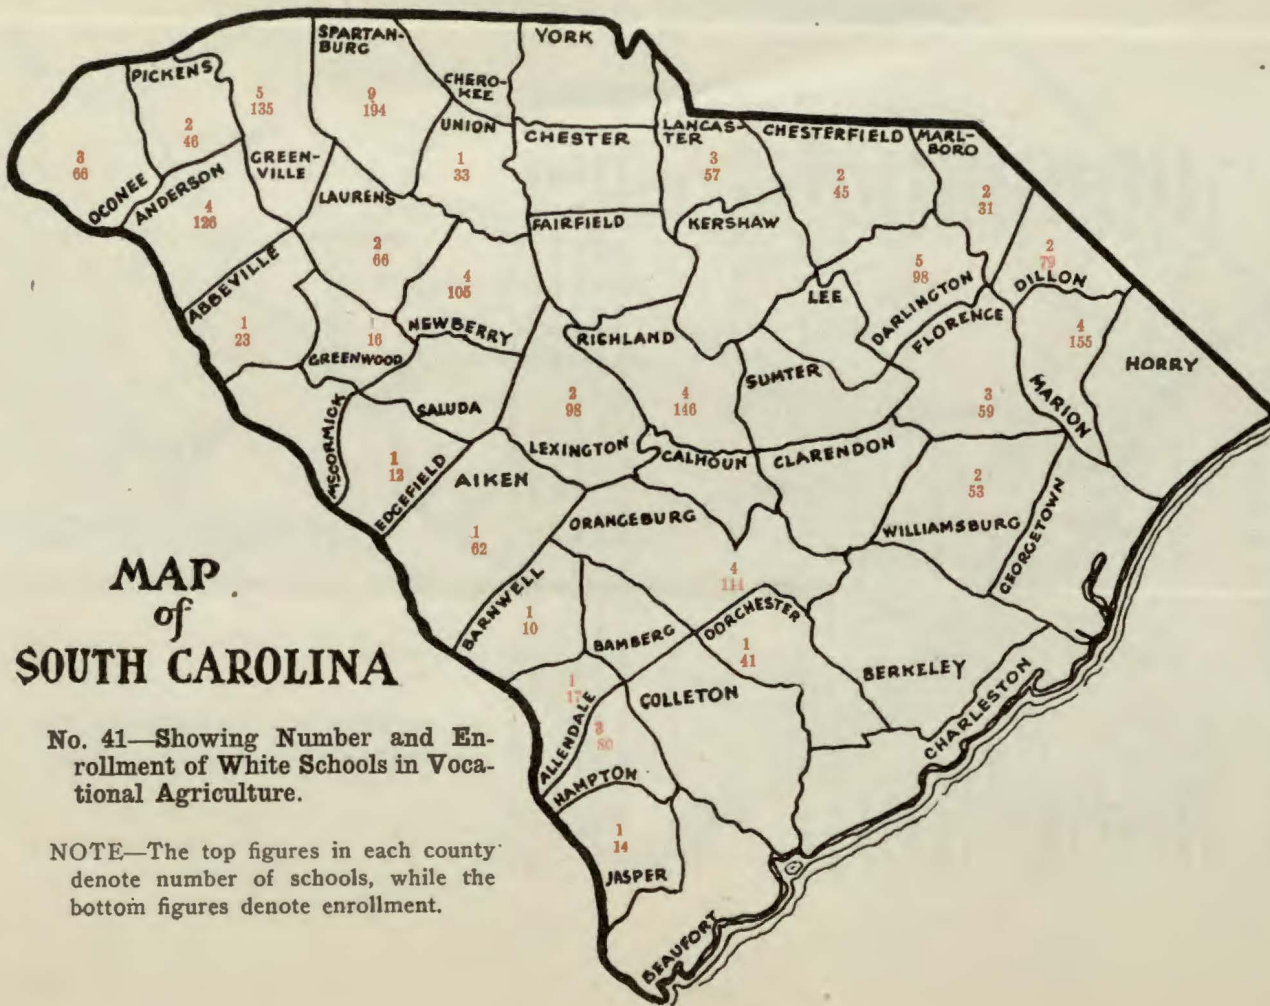 SPARTAN-
BURG
YORK
PICKENS
CHERO-
KEE
5
135
9
194
2
46
UNION
CHESTER
LANCAS-
TER
CHESTERFIELD
MARL-
BORO
3
66
GREEN-
VILLE
1
33
3
57
2
45
2
31
OCONEE
ANDERSON
4
126
LAURENS
FAIRFIELD
KERSHAW
2
66
2
79
DILLON
ABBEVILLE
4
105
LEE
5
98
DARLINGTON
FLORENCE
1
23
16
GREENWOOD
NEWBERRY
RICHLAND
SUMTER
4
155
HORRY
MARION
McCORMICK
SALUDA
2
98
LEXINGTON
4
146
CALHOUN
CLARENDON
3
59
1
12
EDGEFIELD
AIKEN
ORANGEBURG
2
53
WILLIAMSBURG
GEORGETOWN
1
62
4
BARNWELL
1
10
BAMBERG
DORCHESTER
1
41
BERKELEY
1
17
ALLENDALE
COLLETON
CHARLESTON
3
80
HAMPTON
1
14
JASPER
BEAUFORT
MAP
of
SOUTH CAROLINA
No. 41—Showing Number and En-
rollment of White Schools in Voca-
tional Agriculture.
NOTE—The top figures in each county
denote number of schools, while the
bottom figures denote enrollment.